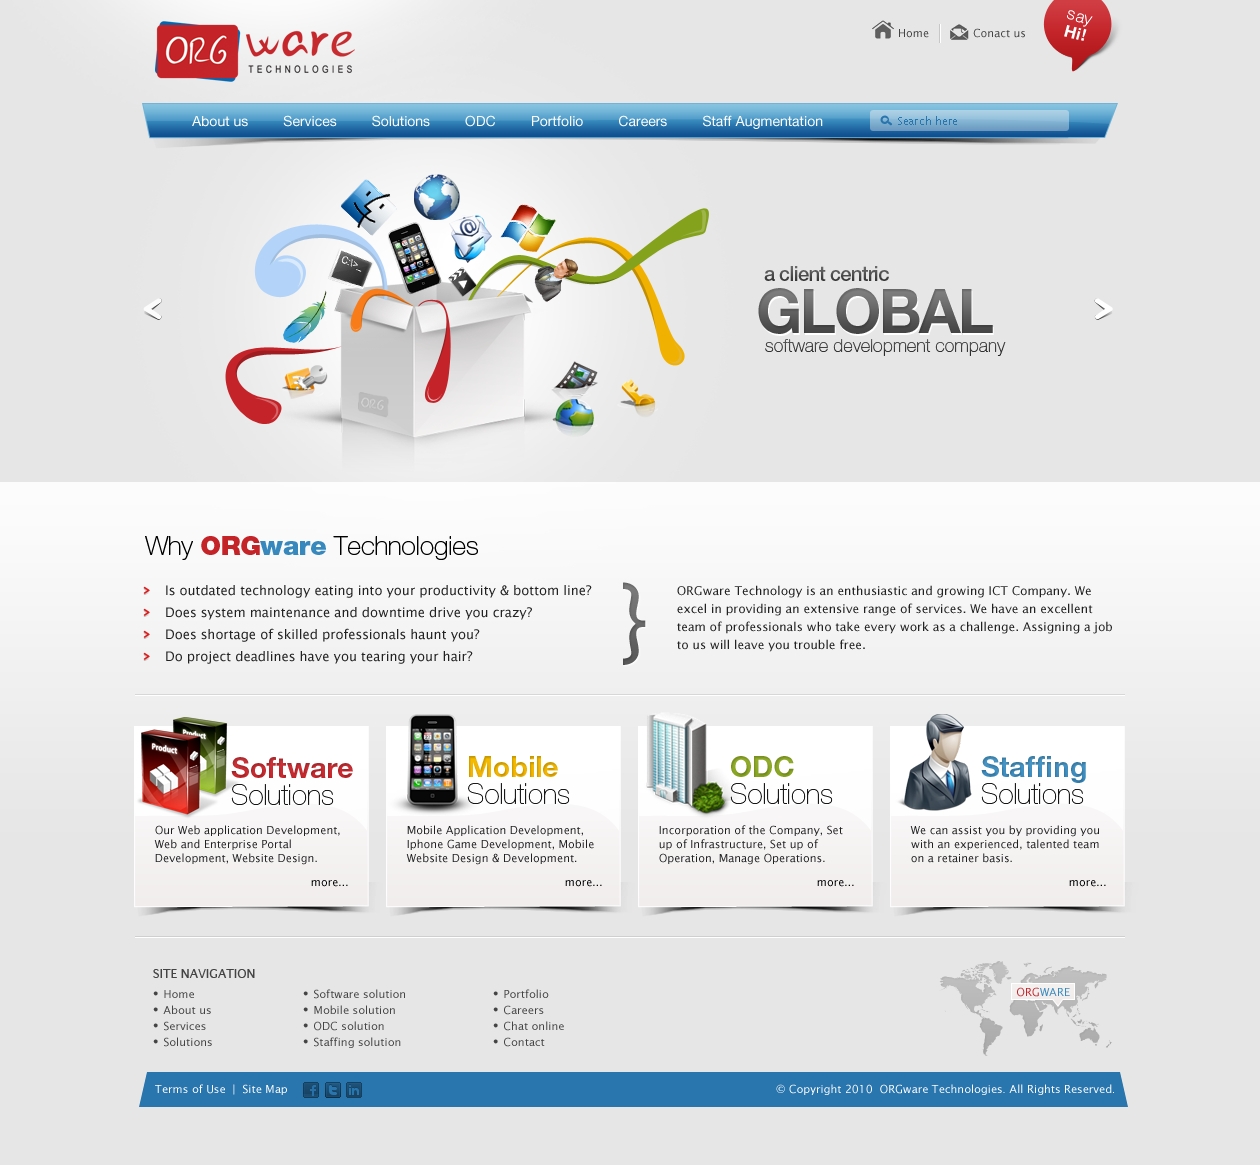 ORG ware
TECHNOLOGIES
Home
Conact us
say
Hi!
About us
Services
Solutions
ODC
Portfolio
Careers
Staff Augmentation
Search here
C:\>_
@
ORG
a client centric
GLOBAL
software development company
Why ORGware Technologies
Is outdated technology eating into your productivity & bottom line?
Does system maintenance and downtime drive you crazy?
Does shortage of skilled professionals haunt you?
Do project deadlines have you tearing your hair?
ORGware Technology is an enthusiastic and growing ICT Company. We
excel in providing an extensive range of services. We have an excellent
team of professionals who take every work as a challenge. Assigning a job
to us will leave you trouble free.
Product
Product
Software
Solutions
Our Web application Development,
Web and Enterprise Portal
Development, Website Design.
more...
Mobile
Solutions
Mobile Application Development,
Iphone Game Development, Mobile
Website Design & Development.
more...
ODC
Solutions
Incorporation of the Company, Set
up of Infrastructure, Set up of
Operation, Manage Operations.
more...
Staffing
Solutions
We can assist you by providing you
with an experienced, talented team
on a retainer basis.
more...
SITE NAVIGATION
• Home
• About us
• Services
• Solutions
• Software solution
• Mobile solution
• ODC solution
• Staffing solution
• Portfolio
• Careers
• Chat online
• Contact
ORGWARE
Terms of Use | Site Map
f t in
© Copyright 2010 ORGware Technologies. All Rights Reserved.